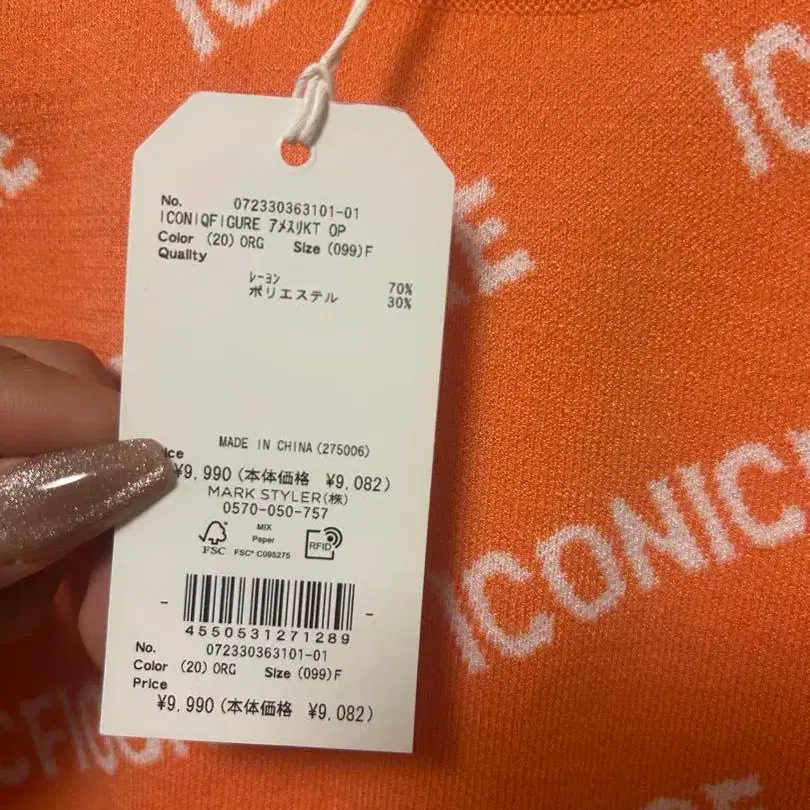 No. 072330363101-01
ICONIQFIGURE アメスリKT OP
Color (20) ORG Size (099) F
Quality
レーヨン 70%
ポリエステル 30%
MADE IN CHINA (275006)
ice
¥9,990 (本体価格 ¥9,082)
MARK STYLER(株)
0570-050-757
FSC
MIX
Paper
FSC® C095275
RFID
4550531271289
No. 072330363101-01
Color (20) ORG Size (099) F
Price
¥9,990 (本体価格 ¥9,082)
ICONICF